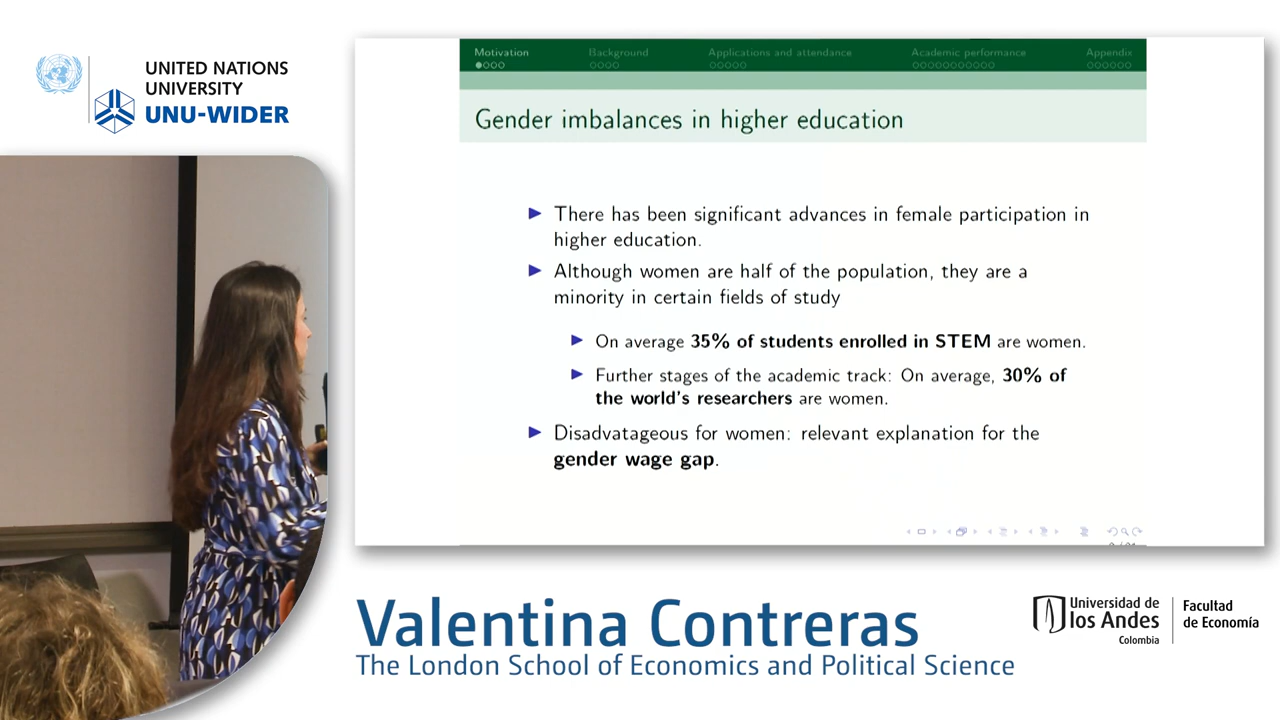 UNITED NATIONS
UNIVERSITY
UNU-WIDER
Motivation
Background
Applications and attendance
Academic performance
Appendix
Gender imbalances in higher education
There has been significant advances in female participation in
higher education.
Although women are half of the population, they are a
minority in certain fields of study
On average 35% of students enrolled in STEM are women.
Further stages of the academic track: On average, 30% of
the world's researchers are women.
Disadvatageous for women: relevant explanation for the
gender wage gap.
Valentina Contreras
The London School of Economics and Political Science
Universidad de
los Andes
Colombia
Facultad
de Economía